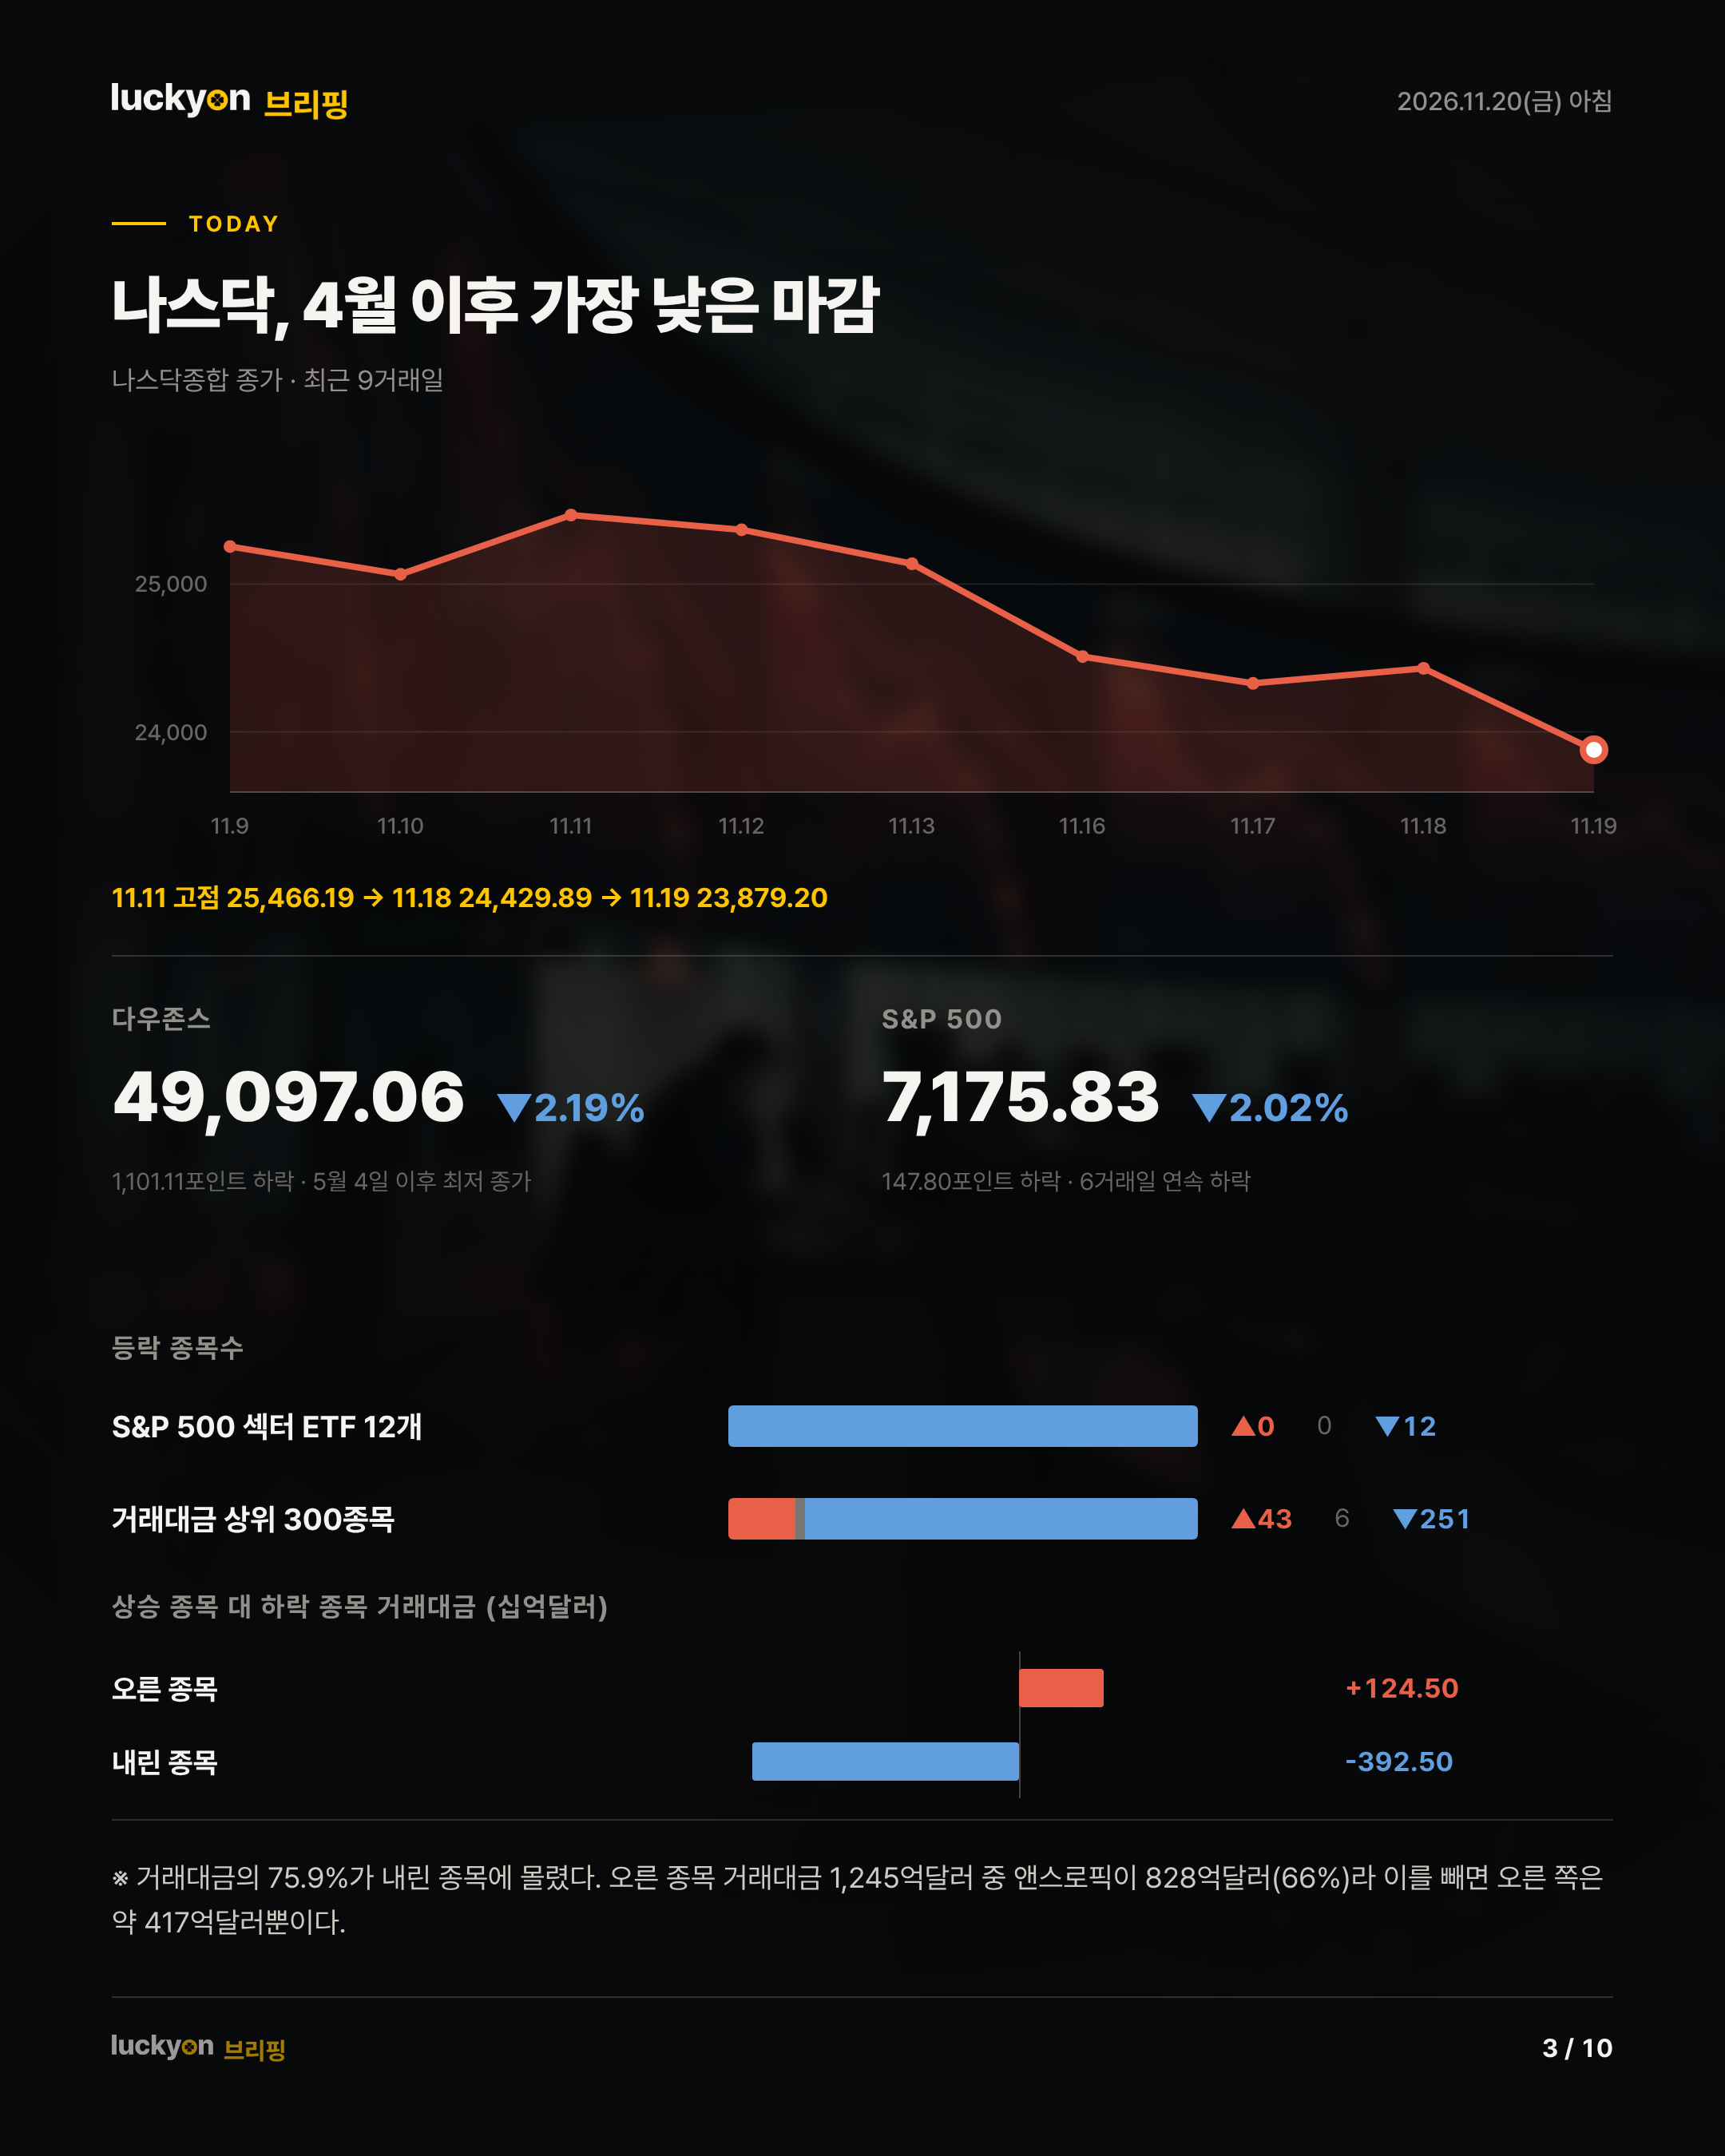 luckyon 브리핑
2026.11.20(금) 아침
TODAY
나스닥, 4월 이후 가장 낮은 마감
나스닥종합 종가 · 최근 9거래일
25,000
24,000
11.9 11.10 11.11 11.12 11.13 11.16 11.17 11.18 11.19
11.11 고점 25,466.19 → 11.18 24,429.89 → 11.19 23,879.20
다우존스
49,097.06 ▼2.19%
1,101.11포인트 하락 · 5월 4일 이후 최저 종가
S&P 500
7,175.83 ▼2.02%
147.80포인트 하락 · 6거래일 연속 하락
등락 종목수
S&P 500 섹터 ETF 12개 ▲0 0 ▼12
거래대금 상위 300종목 ▲43 6 ▼251
상승 종목 대 하락 종목 거래대금 (십억달러)
오른 종목 +124.50
내린 종목 -392.50
※ 거래대금의 75.9%가 내린 종목에 몰렸다. 오른 종목 거래대금 1,245억달러 중 앤스로픽이 828억달러(66%)라 이를 빼면 오른 쪽은
약 417억달러뿐이다.
luckyon 브리핑
3 / 10